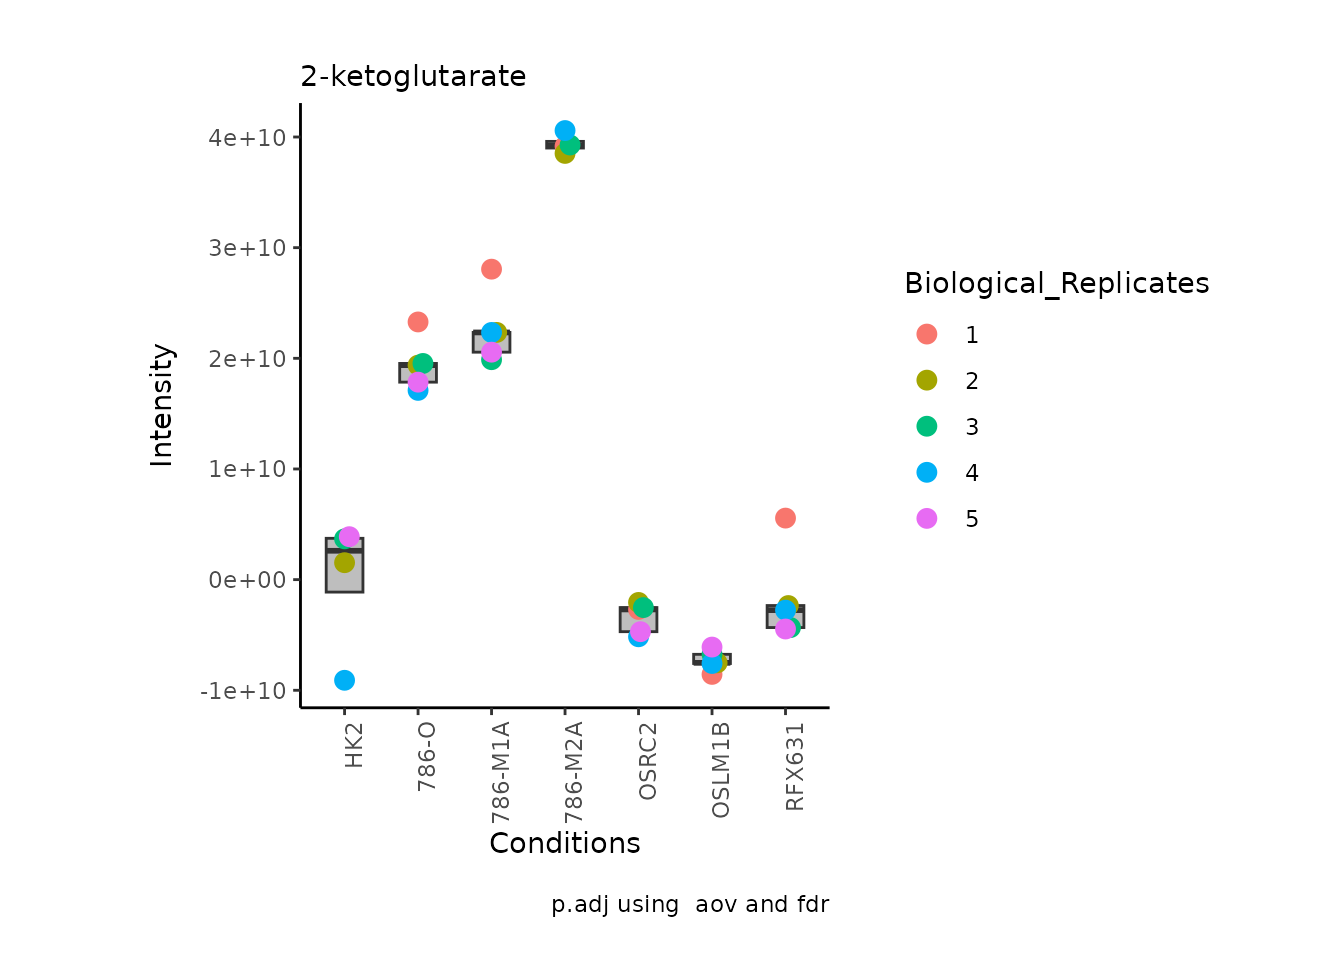 2-ketoglutarate
4e+10
3e+10
2e+10
1e+10
0e+00
-1e+10
Intensity
HK2
786-O
786-M1A
786-M2A
OSRC2
OSLM1B
RFX631
Conditions
p.adj using  aov and fdr
Biological_Replicates
1
2
3
4
5